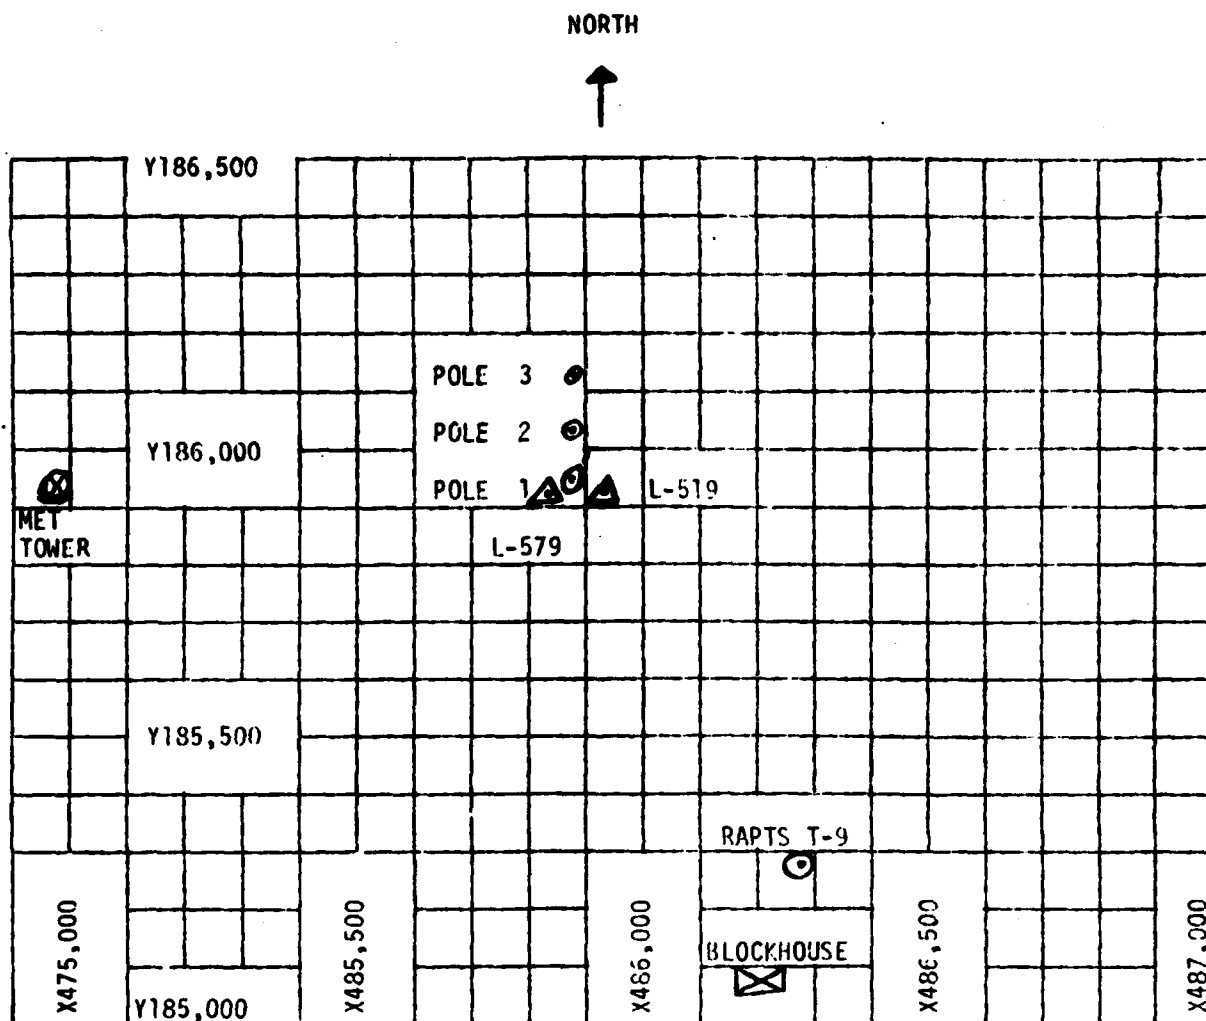 NORTH
Y186,500
POLE 3
POLE 2
Y186,000
POLE 1
L-519
MET
TOWER
L-579
Y185,500
RAPTS T-9
BLOCKHOUSE
X475,000
X485,500
X466,000
X486,500
X487,000
Y185,000